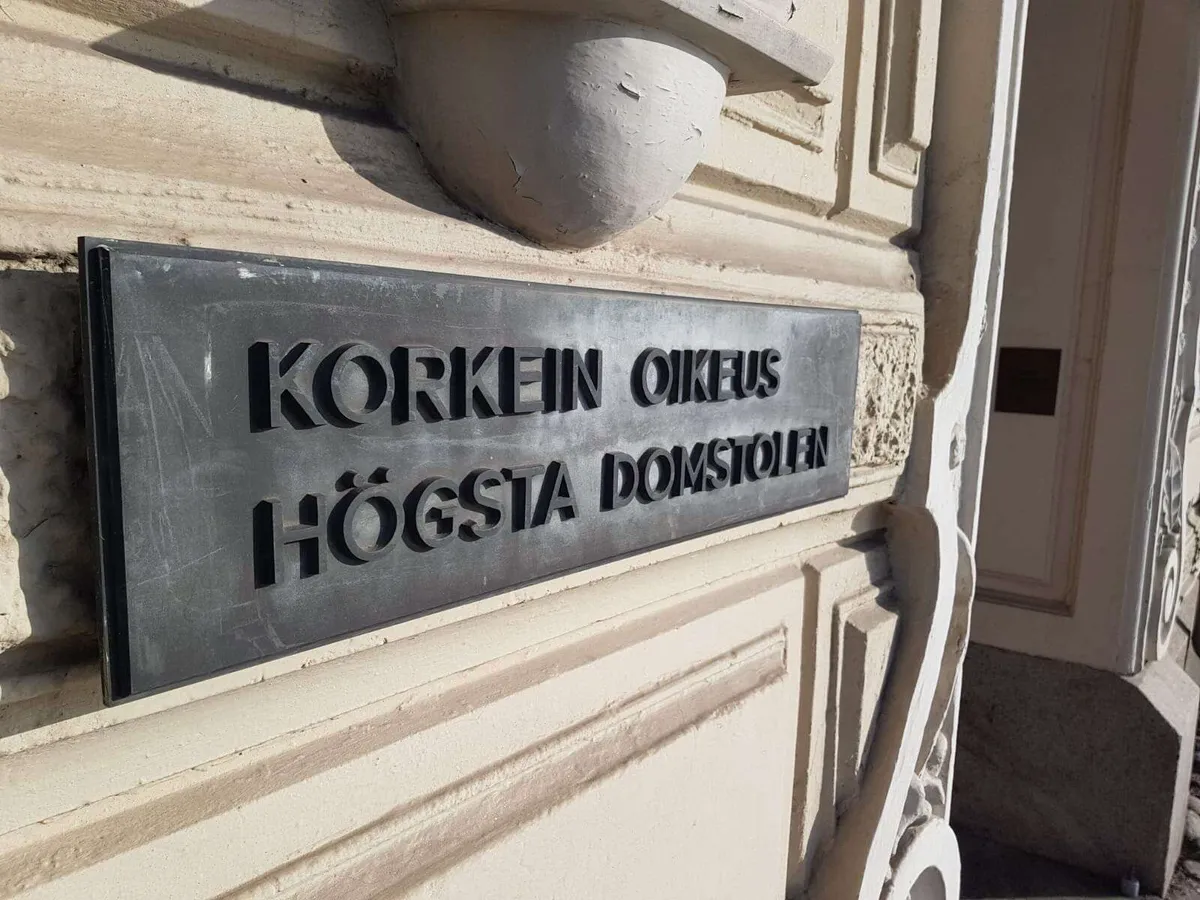 KORKEIN OIKEUS
HÖGSTA DOMSTOLEN